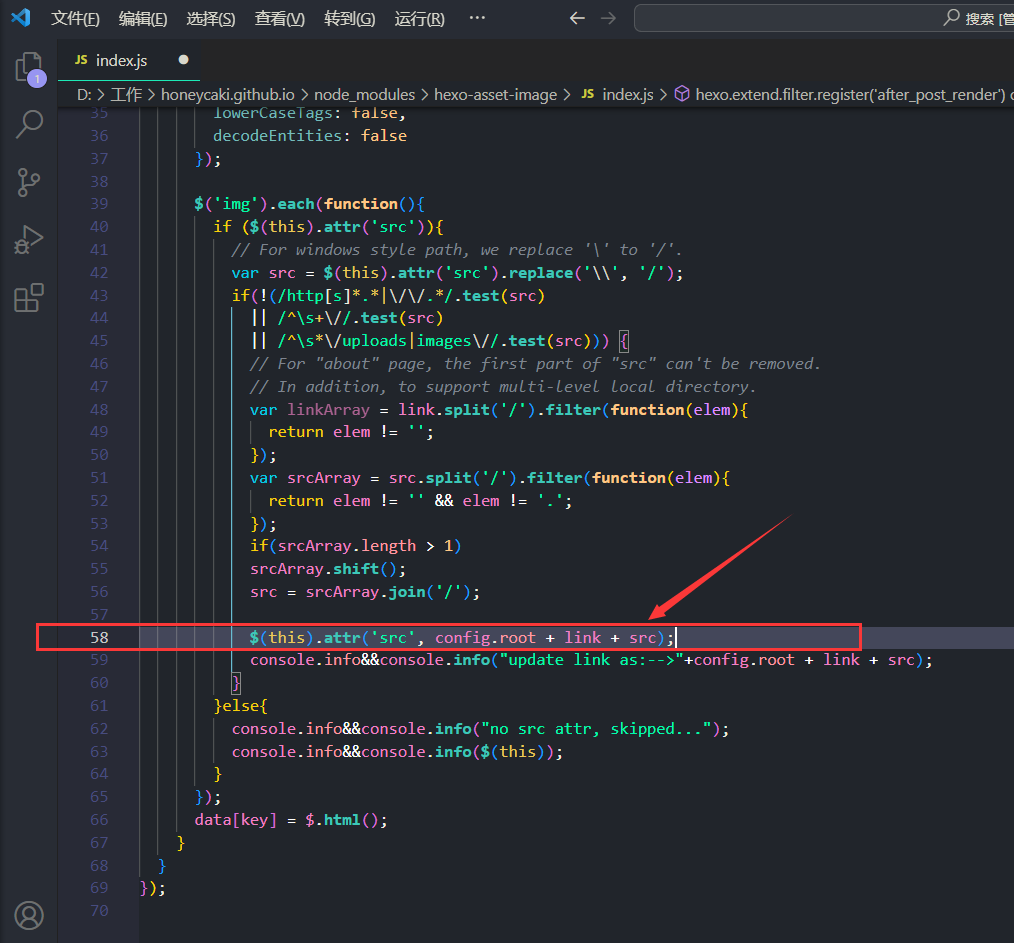 文件(F) 编辑(E) 选择(S) 查看(V) 转到(G) 运行(R) ··· 搜索 [管
JS index.js
1
D: > 工作 > honeycaki.github.io > node_modules > hexo-asset-image > JS index.js > hexo.extend.filter.register('after_post_render')
35 lowerCaseTags: false,
36 decodeEntities: false
37 });
38
39 $('img').each(function(){
40 if ($(this).attr('src')){
41 // For windows style path, we replace '\' to '/'.
42 var src = $(this).attr('src').replace('\\', '/');
43 if(!(/http[s]*.*|\/\/.*/.test(src)
44 || /^\s+\//.test(src)
45 || /^\s*\/uploads|images\//.test(src))) {
46 // For "about" page, the first part of "src" can't be removed.
47 // In addition, to support multi-level local directory.
48 var linkArray = link.split('/').filter(function(elem){
49 return elem != '';
50 });
51 var srcArray = src.split('/').filter(function(elem){
52 return elem != '' && elem != '.';
53 });
54 if(srcArray.length > 1)
55 srcArray.shift();
56 src = srcArray.join('/');
57
58 $(this).attr('src', config.root + link + src);
59 console.info&&console.info("update link as:-->"+config.root + link + src);
60 }
61 }else{
62 console.info&&console.info("no src attr, skipped...");
63 console.info&&console.info($(this));
64 }
65 });
66 data[key] = $.html();
67 }
68 }
69 });
70